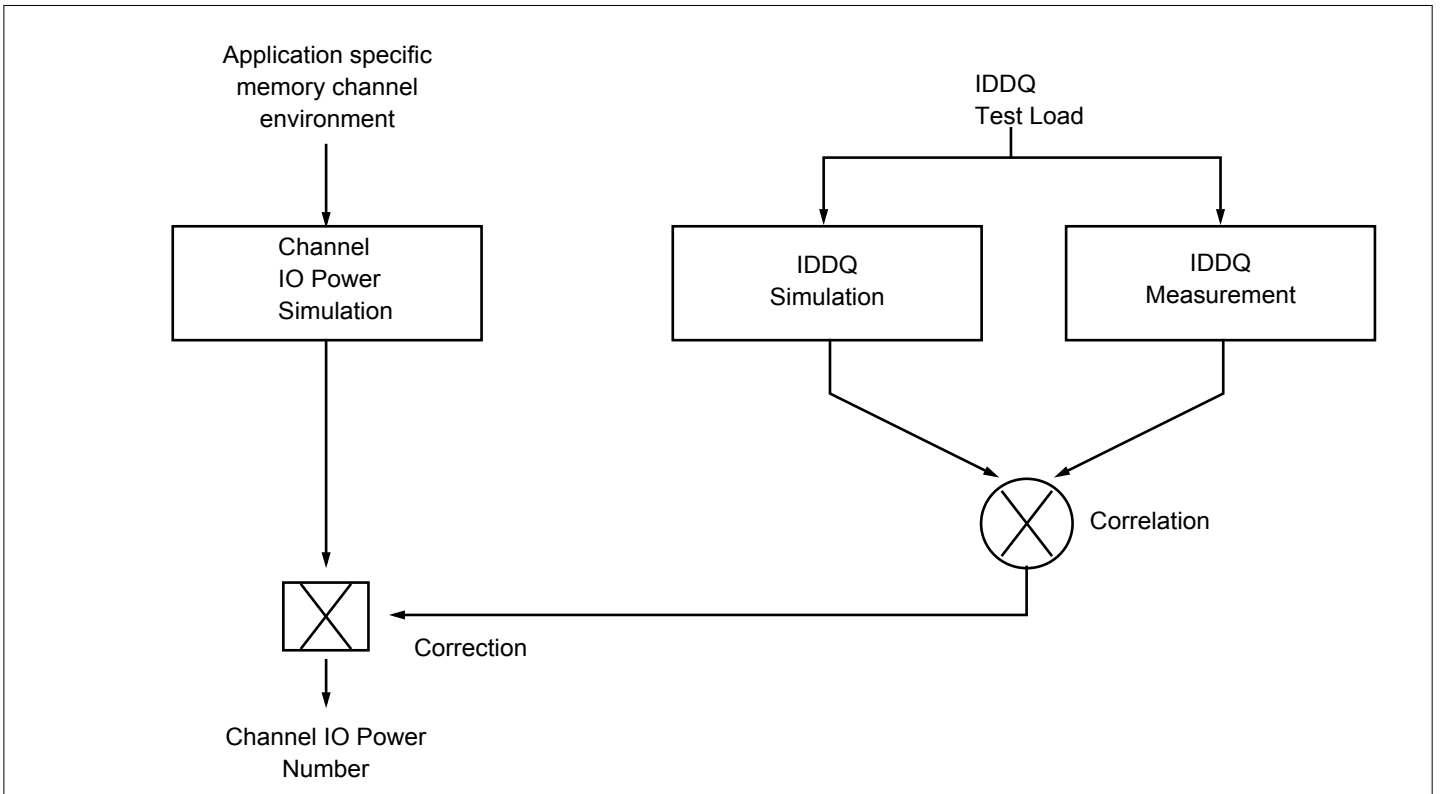 Application specific
memory channel
environment
IDDQ
Test Load
Channel
IO Power
Simulation
IDDQ
Simulation
IDDQ
Measurement
Correlation
Correction
Channel IO Power
Number